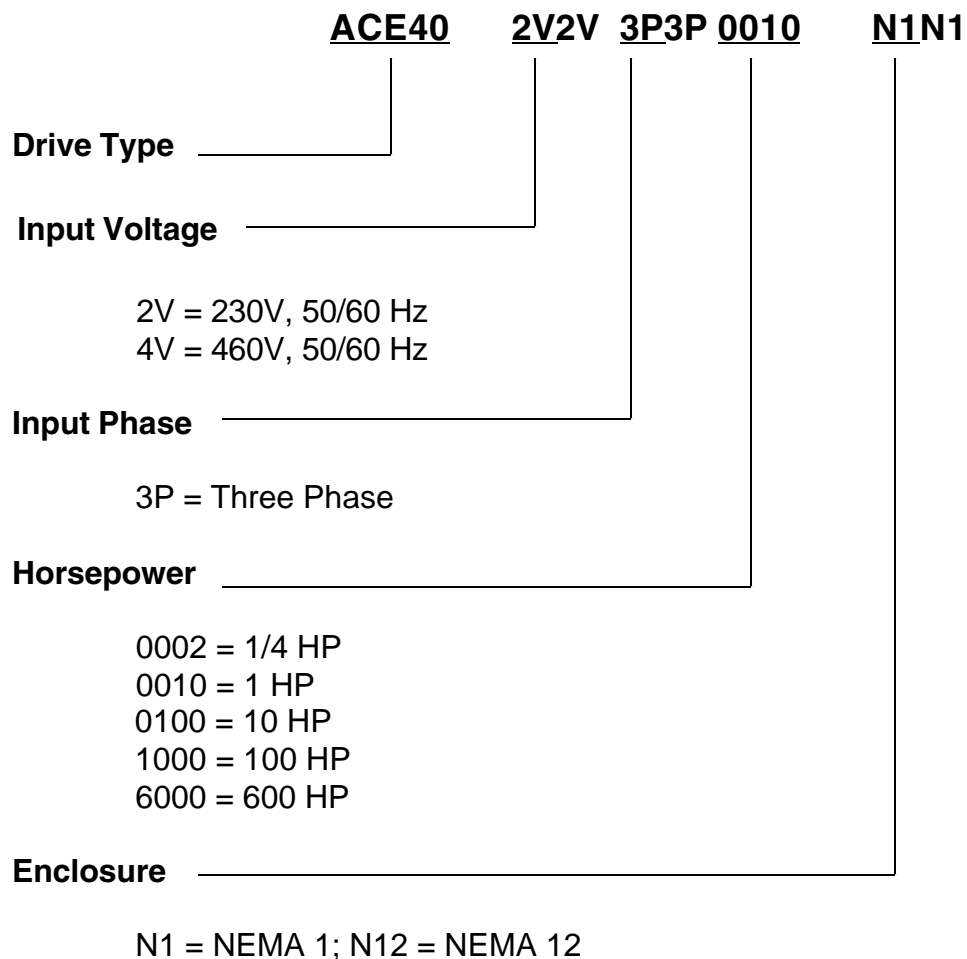 ACE40 2V2V 3P3P 0010 N1N1
Drive Type
Input Voltage
2V = 230V, 50/60 Hz
4V = 460V, 50/60 Hz
Input Phase
3P = Three Phase
Horsepower
0002 = 1/4 HP
0010 = 1 HP
0100 = 10 HP
1000 = 100 HP
6000 = 600 HP
Enclosure
N1 = NEMA 1; N12 = NEMA 12